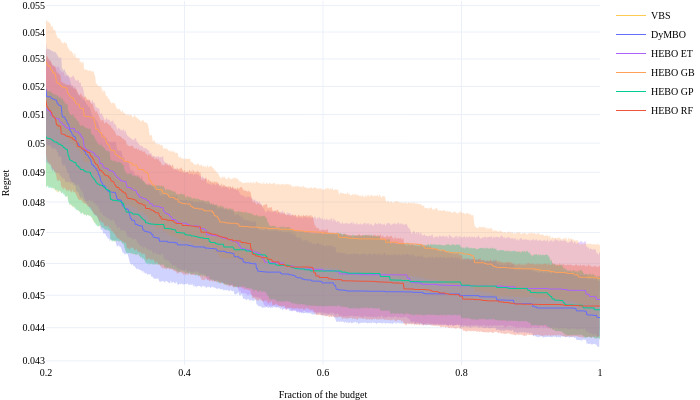 0.055
0.054
0.053
0.052
0.051
0.05
0.049
0.048
0.047
0.046
0.045
0.044
0.043
Regret
0.2
0.4
0.6
0.8
1
Fraction of the budget
VBS
DyMBO
HEBO ET
HEBO GB
HEBO GP
HEBO RF